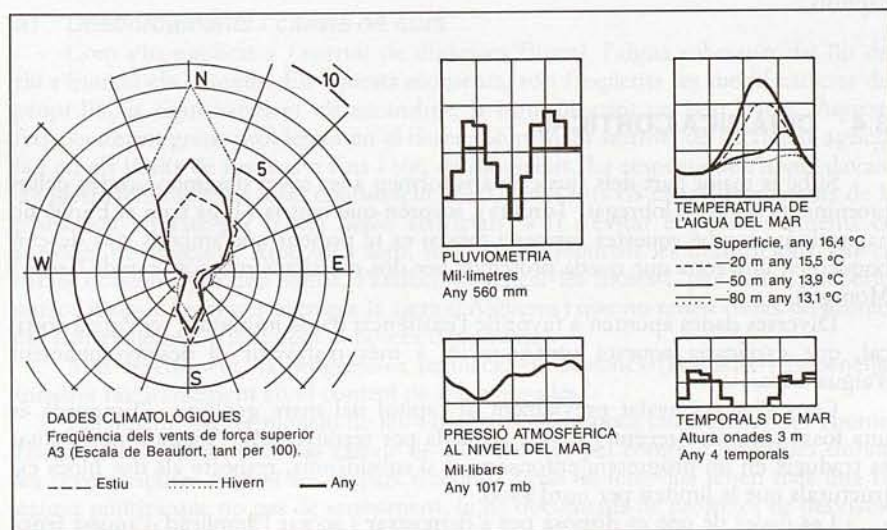 N
10
5
W
E
S
DADES CLIMATOLÒGIQUES
Freqüència dels vents de força superior
A3 (Escala de Beaufort, tant per 100).
Estiu
Hivern
Any
PLUVIOMETRIA
Mil·límetres
Any 560 mm
PRESSIÓ ATMOSFÈRICA
AL NIVELL DEL MAR
Mil·libars
Any 1017 mb
TEMPERATURA DE
L'AIGUA DEL MAR
Superfície, any 16,4 °C
—20 m any 15,5 °C
—50 m any 13,9 °C
—80 m any 13,1 °C
TEMPORALS DE MAR
Altura onades 3 m
Any 4 temporals